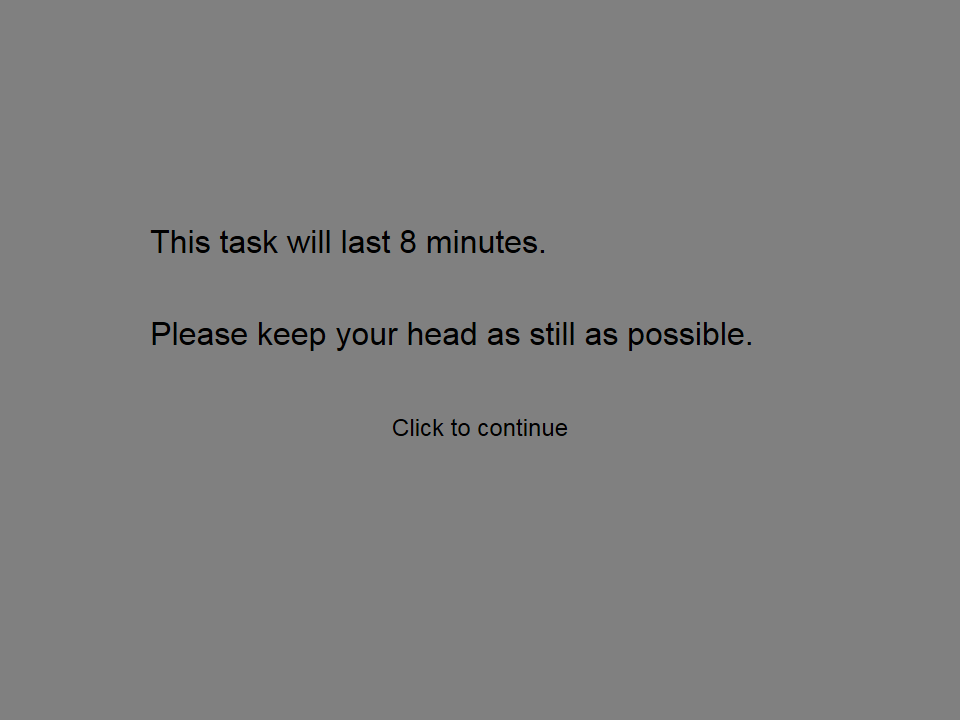 This task will last 8 minutes.
Please keep your head as still as possible.
Click to continue